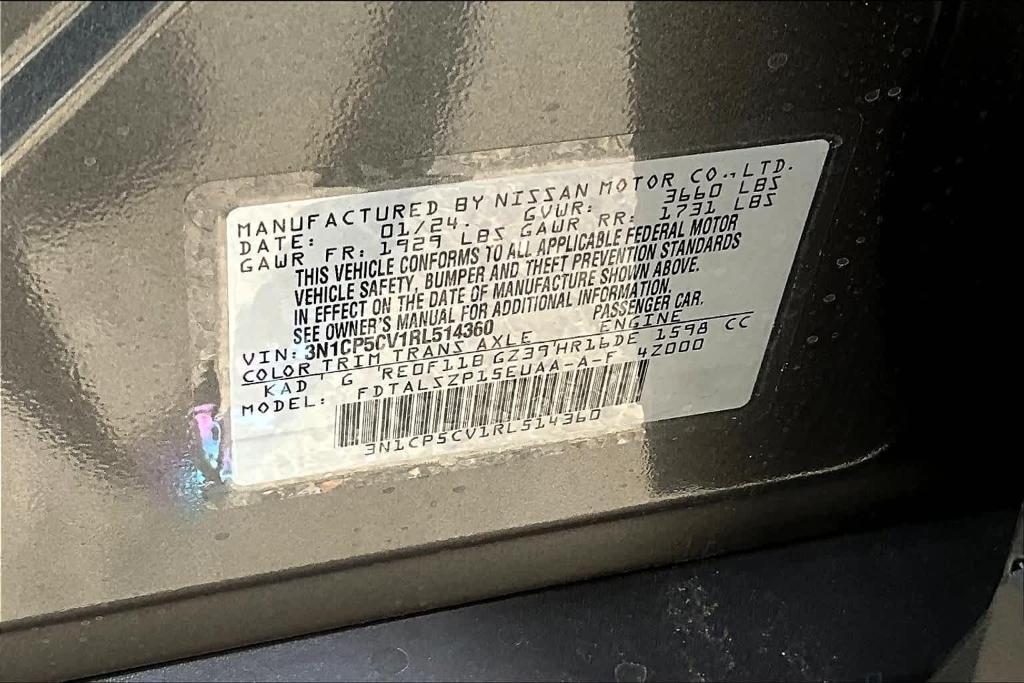 MANUFACTURED BY NISSAN MOTOR CO., LTD.
DATE: 01/24. GVWR: 3660 LBS
GAWR FR: 1929 LBS GAWR RR: 1731 LBS
THIS VEHICLE CONFORMS TO ALL APPLICABLE FEDERAL MOTOR
VEHICLE SAFETY, BUMPER AND THEFT PREVENTION STANDARDS
IN EFFECT ON THE DATE OF MANUFACTURE SHOWN ABOVE.
SEE OWNER'S MANUAL FOR ADDITIONAL INFORMATION.
VIN: 3N1CP5CV1RL514360 PASSENGER CAR.
COLOR TRIM TRANS AXLE ENGINE
KAD G RE0F11B GZ39 HR16DE 1598 CC
MODEL: FDTALSZP15EUAA-A-F 4Z000
3N1CP5CV1RL514360